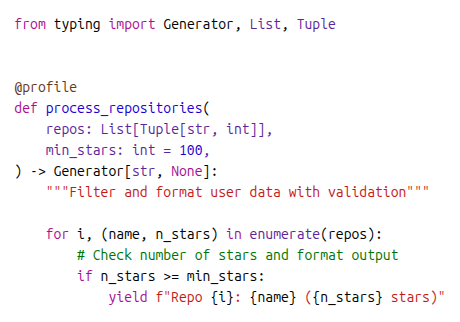 from typing import Generator, List, Tuple
@profile
def process_repositories(
    repos: List[Tuple[str, int]],
    min_stars: int = 100,
) -> Generator[str, None]:
    """Filter and format user data with validation"""
    for i, (name, n_stars) in enumerate(repos):
        # Check number of stars and format output
        if n_stars >= min_stars:
            yield f"Repo {i}: {name} ({n_stars} stars)"